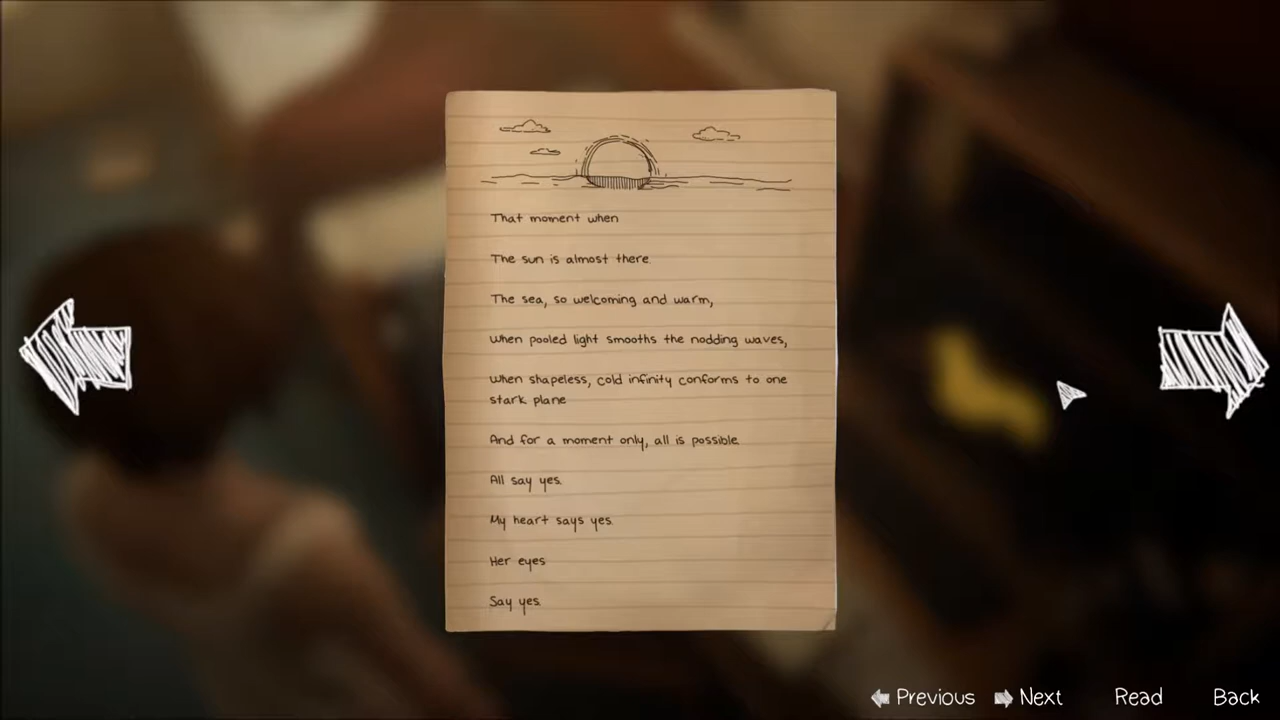 That moment when
The sun is almost there.
The sea, so welcoming and warm,
When pooled light smooths the nodding waves,
When shapeless, cold infinity conforms to one
stark plane
And for a moment only, all is possible.
All say yes.
My heart says yes.
Her eyes
Say yes.
Previous Next Read Back